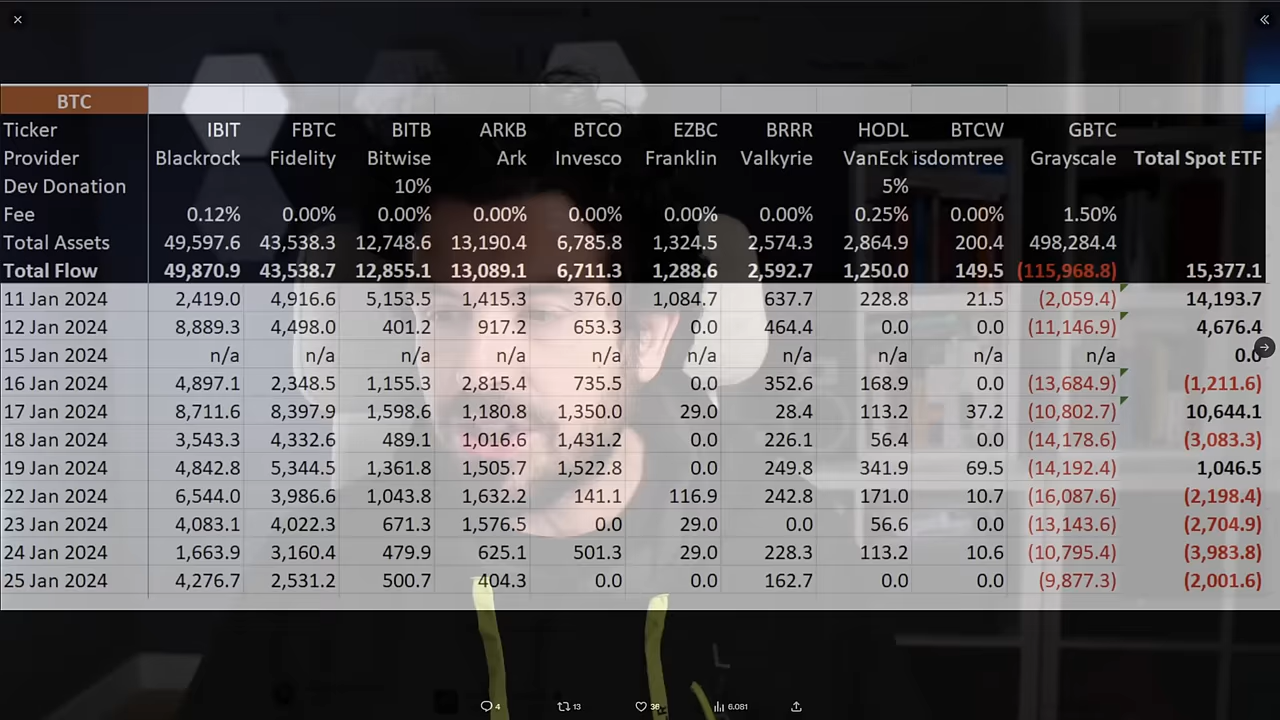 BTC
Ticker IBIT FBTC BITB ARKB BTCO EZBC BRRR HODL BTCW GBTC
Provider Blackrock Fidelity Bitwise Ark Invesco Franklin Valkyrie VanEck isdomtree Grayscale Total Spot ETF
Dev Donation 10% 5%
Fee 0.12% 0.00% 0.00% 0.00% 0.00% 0.00% 0.00% 0.25% 0.00% 1.50%
Total Assets 49,597.6 43,538.3 12,748.6 13,190.4 6,785.8 1,324.5 2,574.3 2,864.9 200.4 498,284.4
Total Flow 49,870.9 43,538.7 12,855.1 13,089.1 6,711.3 1,288.6 2,592.7 1,250.0 149.5 (115,968.8) 15,377.1
11 Jan 2024 2,419.0 4,916.6 5,153.5 1,415.3 376.0 1,084.7 637.7 228.8 21.5 (2,059.4) 14,193.7
12 Jan 2024 8,889.3 4,498.0 401.2 917.2 653.3 0.0 464.4 0.0 0.0 (11,146.9) 4,676.4
15 Jan 2024 n/a n/a n/a n/a n/a n/a n/a n/a n/a n/a 0.0
16 Jan 2024 4,897.1 2,348.5 1,155.3 2,815.4 735.5 0.0 352.6 168.9 0.0 (13,684.9) (1,211.6)
17 Jan 2024 8,711.6 8,397.9 1,598.6 1,180.8 1,350.0 29.0 28.4 113.2 37.2 (10,802.7) 10,644.1
18 Jan 2024 3,543.3 4,332.6 489.1 1,016.6 1,431.2 0.0 226.1 56.4 0.0 (14,178.6) (3,083.3)
19 Jan 2024 4,842.8 5,344.5 1,361.8 1,505.7 1,522.8 0.0 249.8 341.9 69.5 (14,192.4) 1,046.5
22 Jan 2024 6,544.0 3,986.6 1,043.8 1,632.2 141.1 116.9 242.8 171.0 10.7 (16,087.6) (2,198.4)
23 Jan 2024 4,083.1 4,022.3 671.3 1,576.5 0.0 29.0 0.0 56.6 0.0 (13,143.6) (2,704.9)
24 Jan 2024 1,663.9 3,160.4 479.9 625.1 501.3 29.0 228.3 113.2 10.6 (10,795.4) (3,983.8)
25 Jan 2024 4,276.7 2,531.2 500.7 404.3 0.0 0.0 162.7 0.0 0.0 (9,877.3) (2,001.6)
4 13 36 6.081